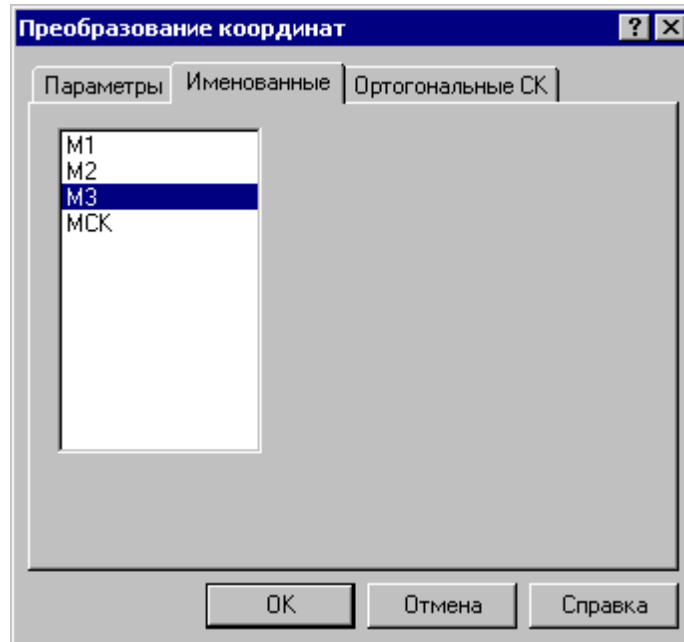 Преобразование координат
Параметры Именованные Ортогональные СК
М1
М2
М3
МСК
OK Отмена Справка